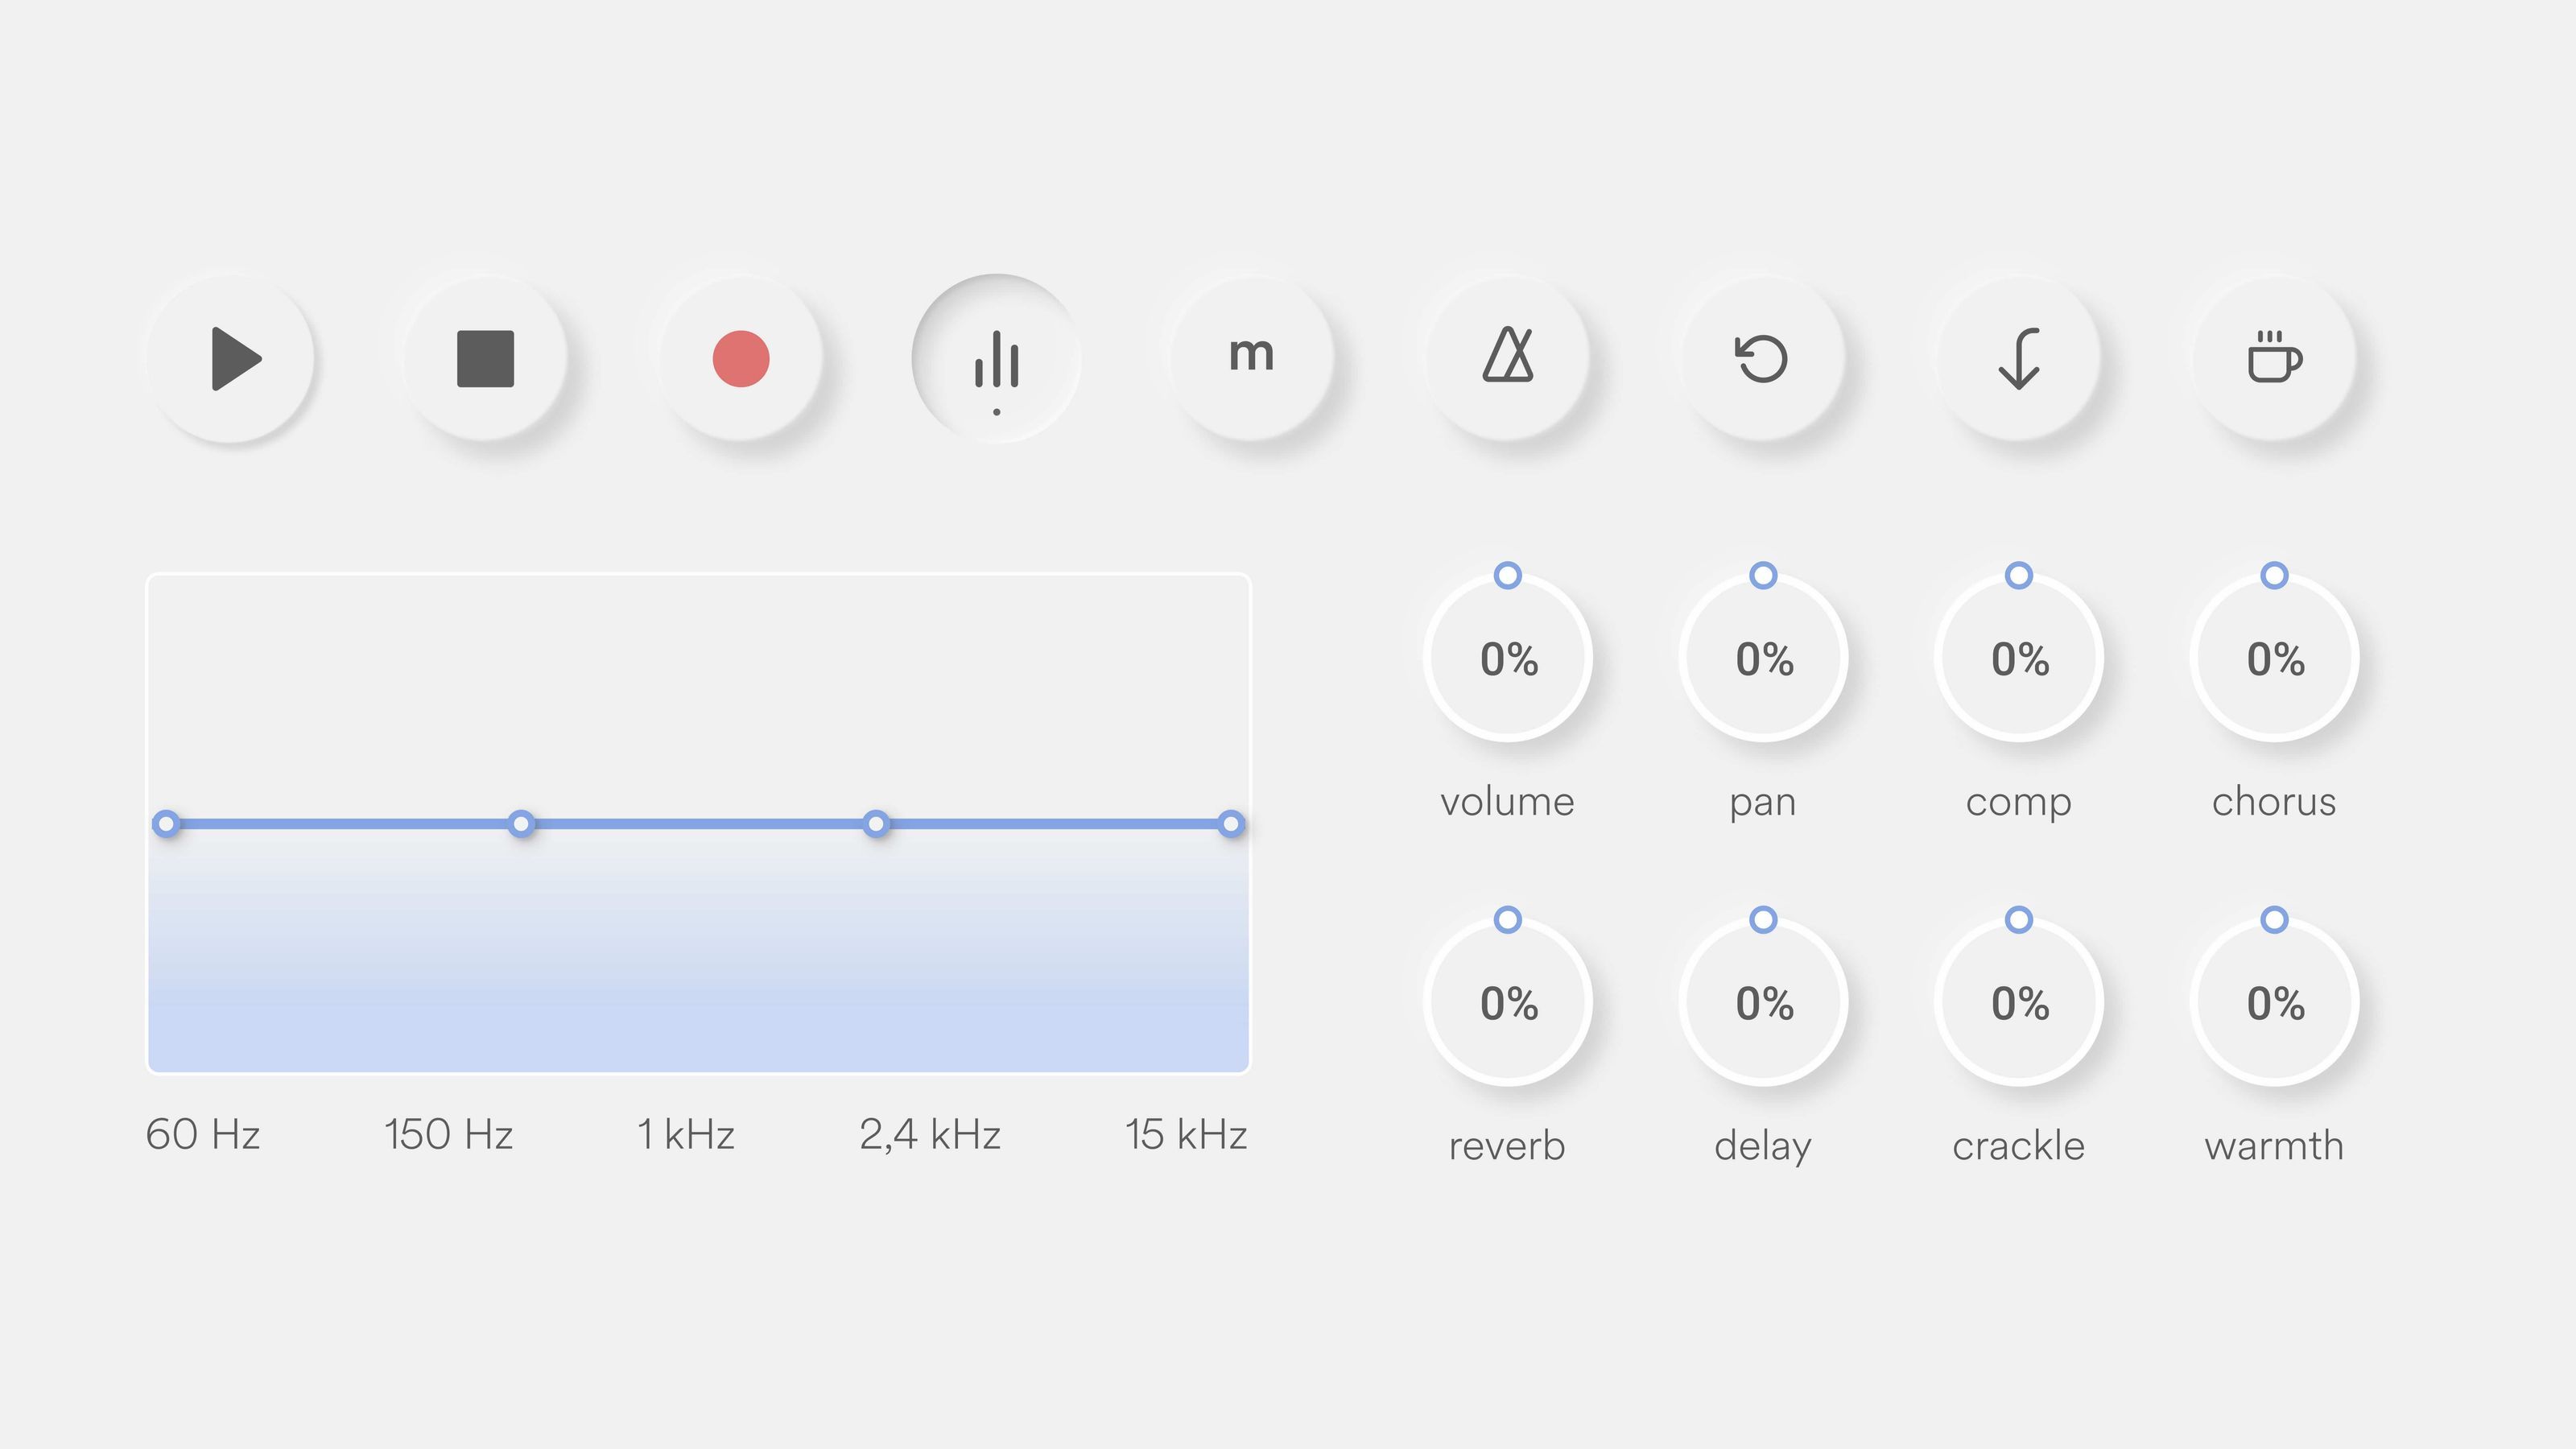 m
0% 0% 0% 0%
volume pan comp chorus
0% 0% 0% 0%
reverb delay crackle warmth
60 Hz 150 Hz 1 kHz 2,4 kHz 15 kHz